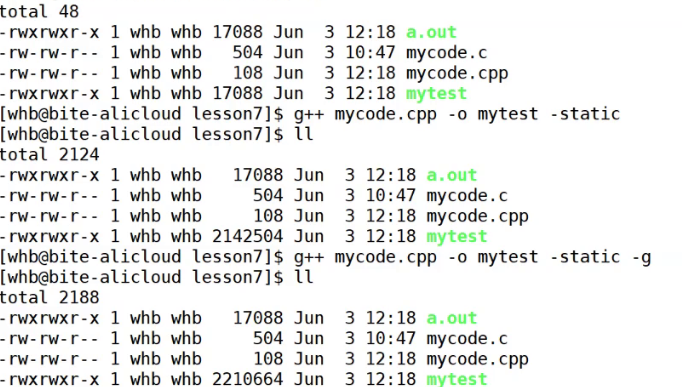 total 48
-rwxrwxr-x 1 whb whb 17088 Jun  3 12:18 a.out
-rw-rw-r-- 1 whb whb   504 Jun  3 10:47 mycode.c
-rw-rw-r-- 1 whb whb   108 Jun  3 12:18 mycode.cpp
-rwxrwxr-x 1 whb whb 17088 Jun  3 12:18 mytest
[whb@bite-alicloud lesson7]$ g++ mycode.cpp -o mytest -static
[whb@bite-alicloud lesson7]$ ll
total 2124
-rwxrwxr-x 1 whb whb   17088 Jun  3 12:18 a.out
-rw-rw-r-- 1 whb whb     504 Jun  3 10:47 mycode.c
-rw-rw-r-- 1 whb whb     108 Jun  3 12:18 mycode.cpp
-rwxrwxr-x 1 whb whb 2142504 Jun  3 12:18 mytest
[whb@bite-alicloud lesson7]$ g++ mycode.cpp -o mytest -static -g
[whb@bite-alicloud lesson7]$ ll
total 2188
-rwxrwxr-x 1 whb whb   17088 Jun  3 12:18 a.out
-rw-rw-r-- 1 whb whb     504 Jun  3 10:47 mycode.c
-rw-rw-r-- 1 whb whb     108 Jun  3 12:18 mycode.cpp
-rwxrwxr-x 1 whb whb 2210664 Jun  3 12:18 mytest